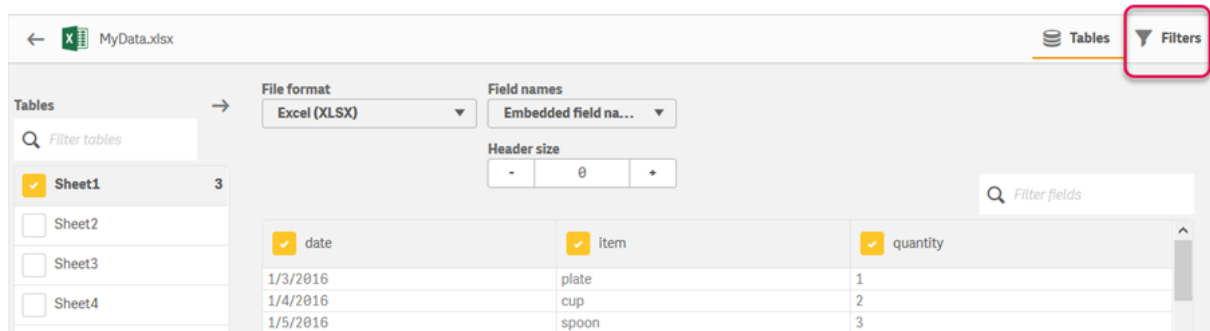 MyData.xlsx
Tables
Filters
Tables
Filter tables
Sheet1 3
Sheet2
Sheet3
Sheet4
File format
Excel (XLSX)
Field names
Embedded field na...
Header size
- 0 +
Filter fields
date item quantity
1/3/2016 plate 1
1/4/2016 cup 2
1/5/2016 spoon 3